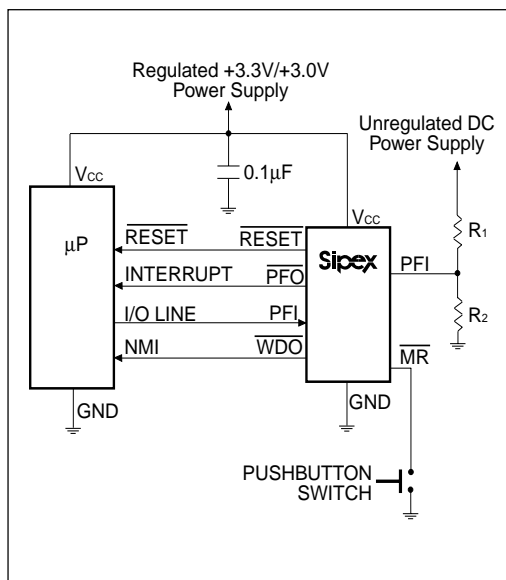 Regulated +3.3V/+3.0V
Power Supply
Unregulated DC
Power Supply
0.1µF
VCC
VCC
µP
RESET
RESET
Sipex
R1
INTERRUPT
PFO
PFI
I/O LINE
PFI
R2
NMI
WDO
MR
GND
GND
PUSHBUTTON
SWITCH